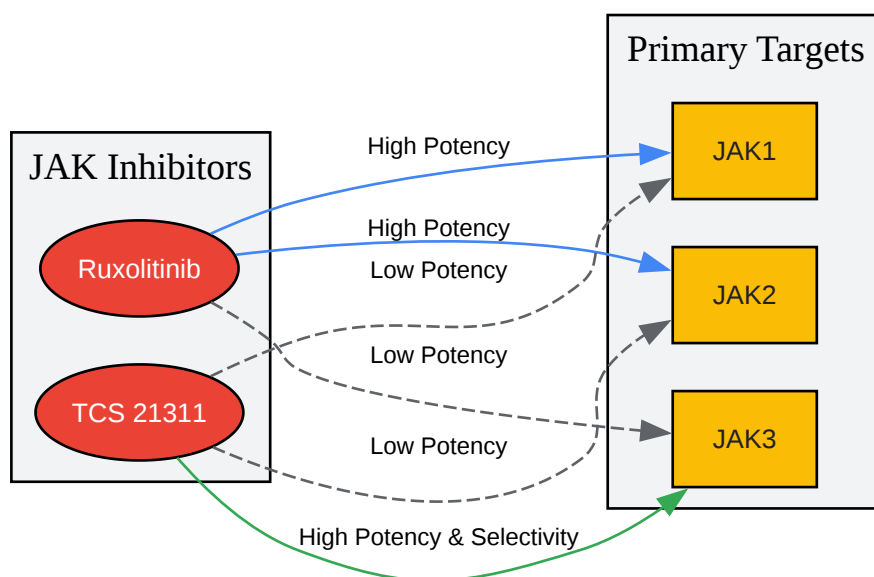 JAK Inhibitors
Ruxolitinib
TCS 21311
High Potency
High Potency
Low Potency
Low Potency
Low Potency
High Potency & Selectivity
Primary Targets
JAK1
JAK2
JAK3